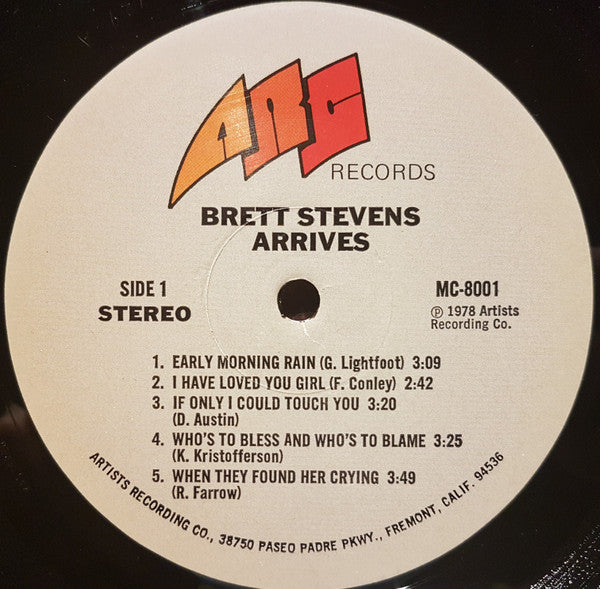 ARC
RECORDS
BRETT STEVENS
ARRIVES
SIDE 1
STEREO
MC-8001
℗ 1978 Artists
Recording Co.
1. EARLY MORNING RAIN (G. Lightfoot) 3:09
2. I HAVE LOVED YOU GIRL (F. Conley) 2:42
3. IF ONLY I COULD TOUCH YOU 3:20
(D. Austin)
4. WHO'S TO BLESS AND WHO'S TO BLAME 3:25
(K. Kristofferson)
5. WHEN THEY FOUND HER CRYING 3:49
(R. Farrow)
ARTISTS RECORDING CO., 38750 PASEO PADRE PKWY., FREMONT, CALIF. 94536